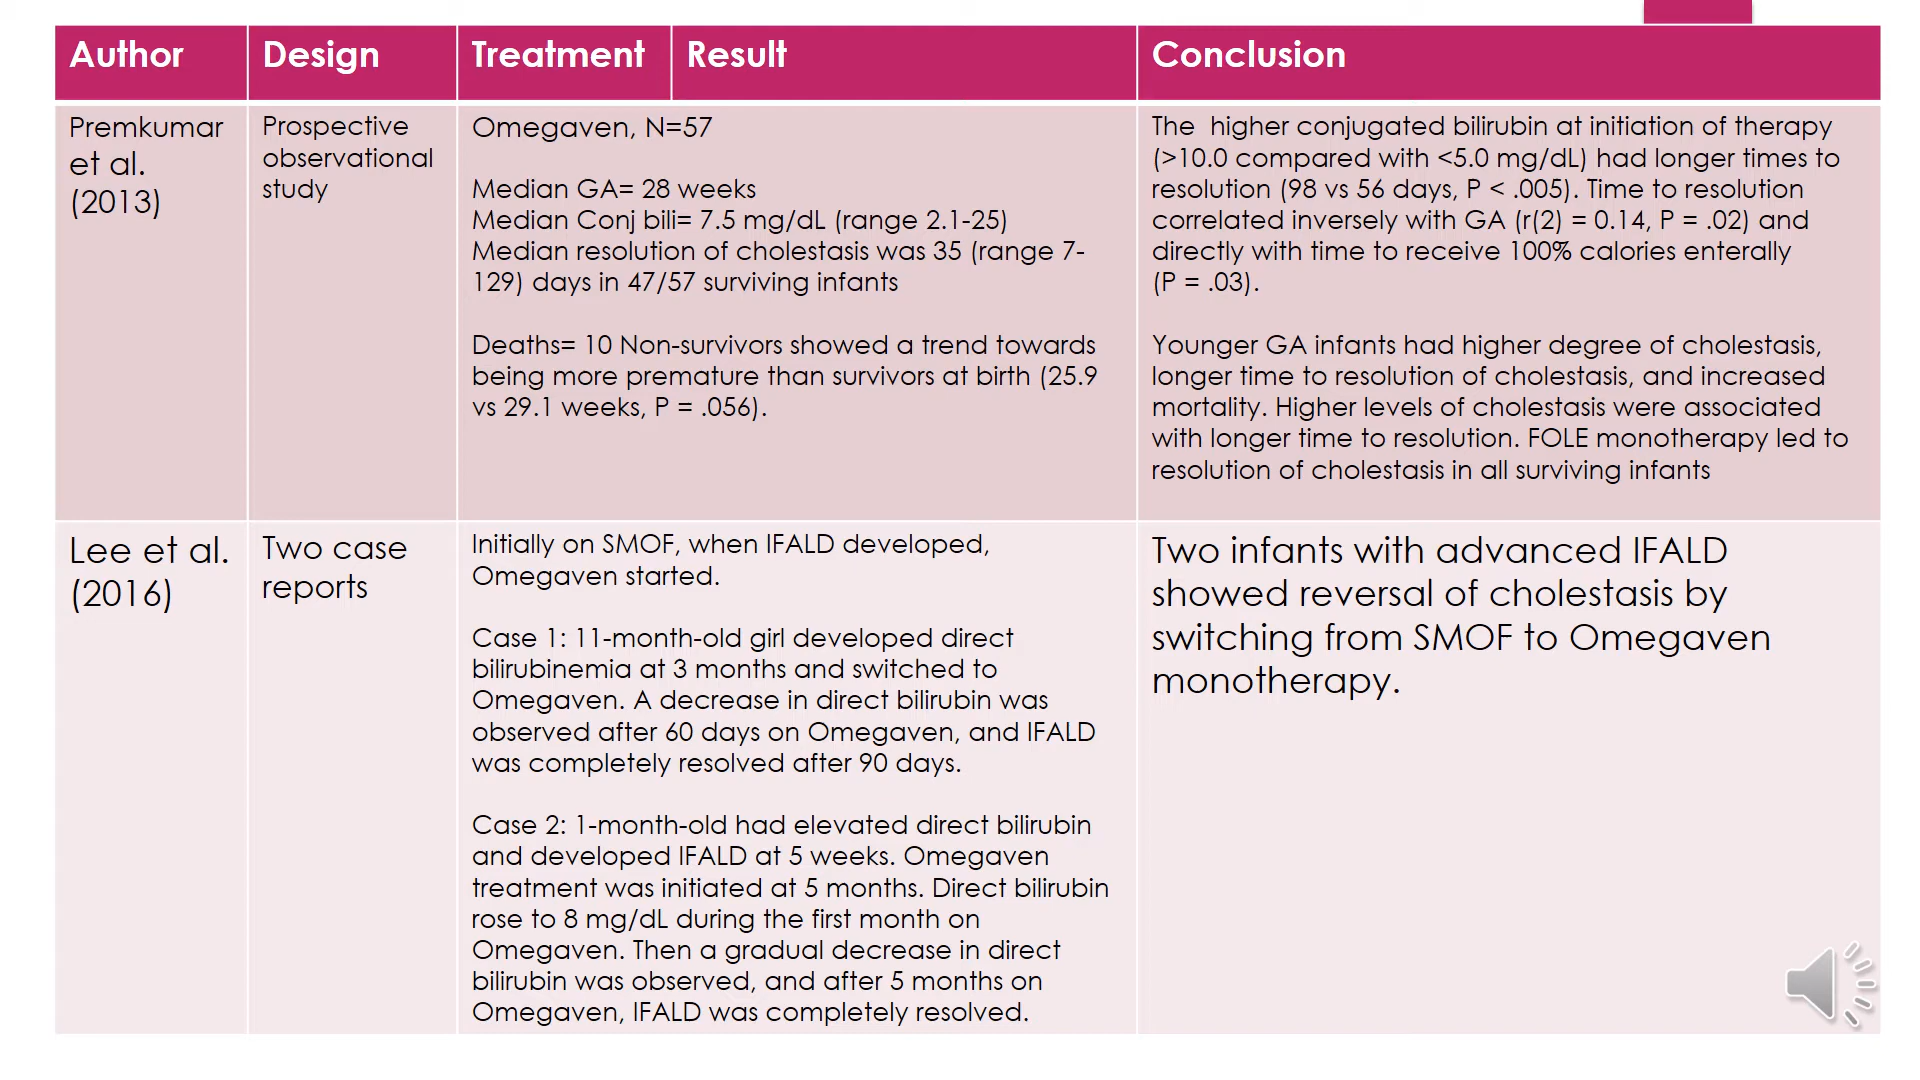 Author
Design
Treatment
Result
Conclusion
Premkumar
et al.
(2013)
Prospective
observational
study
Omegaven, N=57
Median GA= 28 weeks
Median Conj bili= 7.5 mg/dL (range 2.1-25)
Median resolution of cholestasis was 35 (range 7-
129) days in 47/57 surviving infants
Deaths= 10 Non-survivors showed a trend towards
being more premature than survivors at birth (25.9
vs 29.1 weeks, P = .056).
The  higher conjugated bilirubin at initiation of therapy
(>10.0 compared with <5.0 mg/dL) had longer times to
resolution (98 vs 56 days, P < .005). Time to resolution
correlated inversely with GA (r(2) = 0.14, P = .02) and
directly with time to receive 100% calories enterally
(P = .03).
Younger GA infants had higher degree of cholestasis,
longer time to resolution of cholestasis, and increased
mortality. Higher levels of cholestasis were associated
with longer time to resolution. FOLE monotherapy led to
resolution of cholestasis in all surviving infants
Lee et al.
(2016)
Two case
reports
Initially on SMOF, when IFALD developed,
Omegaven started.
Case 1: 11-month-old girl developed direct
bilirubinemia at 3 months and switched to
Omegaven. A decrease in direct bilirubin was
observed after 60 days on Omegaven, and IFALD
was completely resolved after 90 days.
Case 2: 1-month-old had elevated direct bilirubin
and developed IFALD at 5 weeks. Omegaven
treatment was initiated at 5 months. Direct bilirubin
rose to 8 mg/dL during the first month on
Omegaven. Then a gradual decrease in direct
bilirubin was observed, and after 5 months on
Omegaven, IFALD was completely resolved.
Two infants with advanced IFALD
showed reversal of cholestasis by
switching from SMOF to Omegaven
monotherapy.